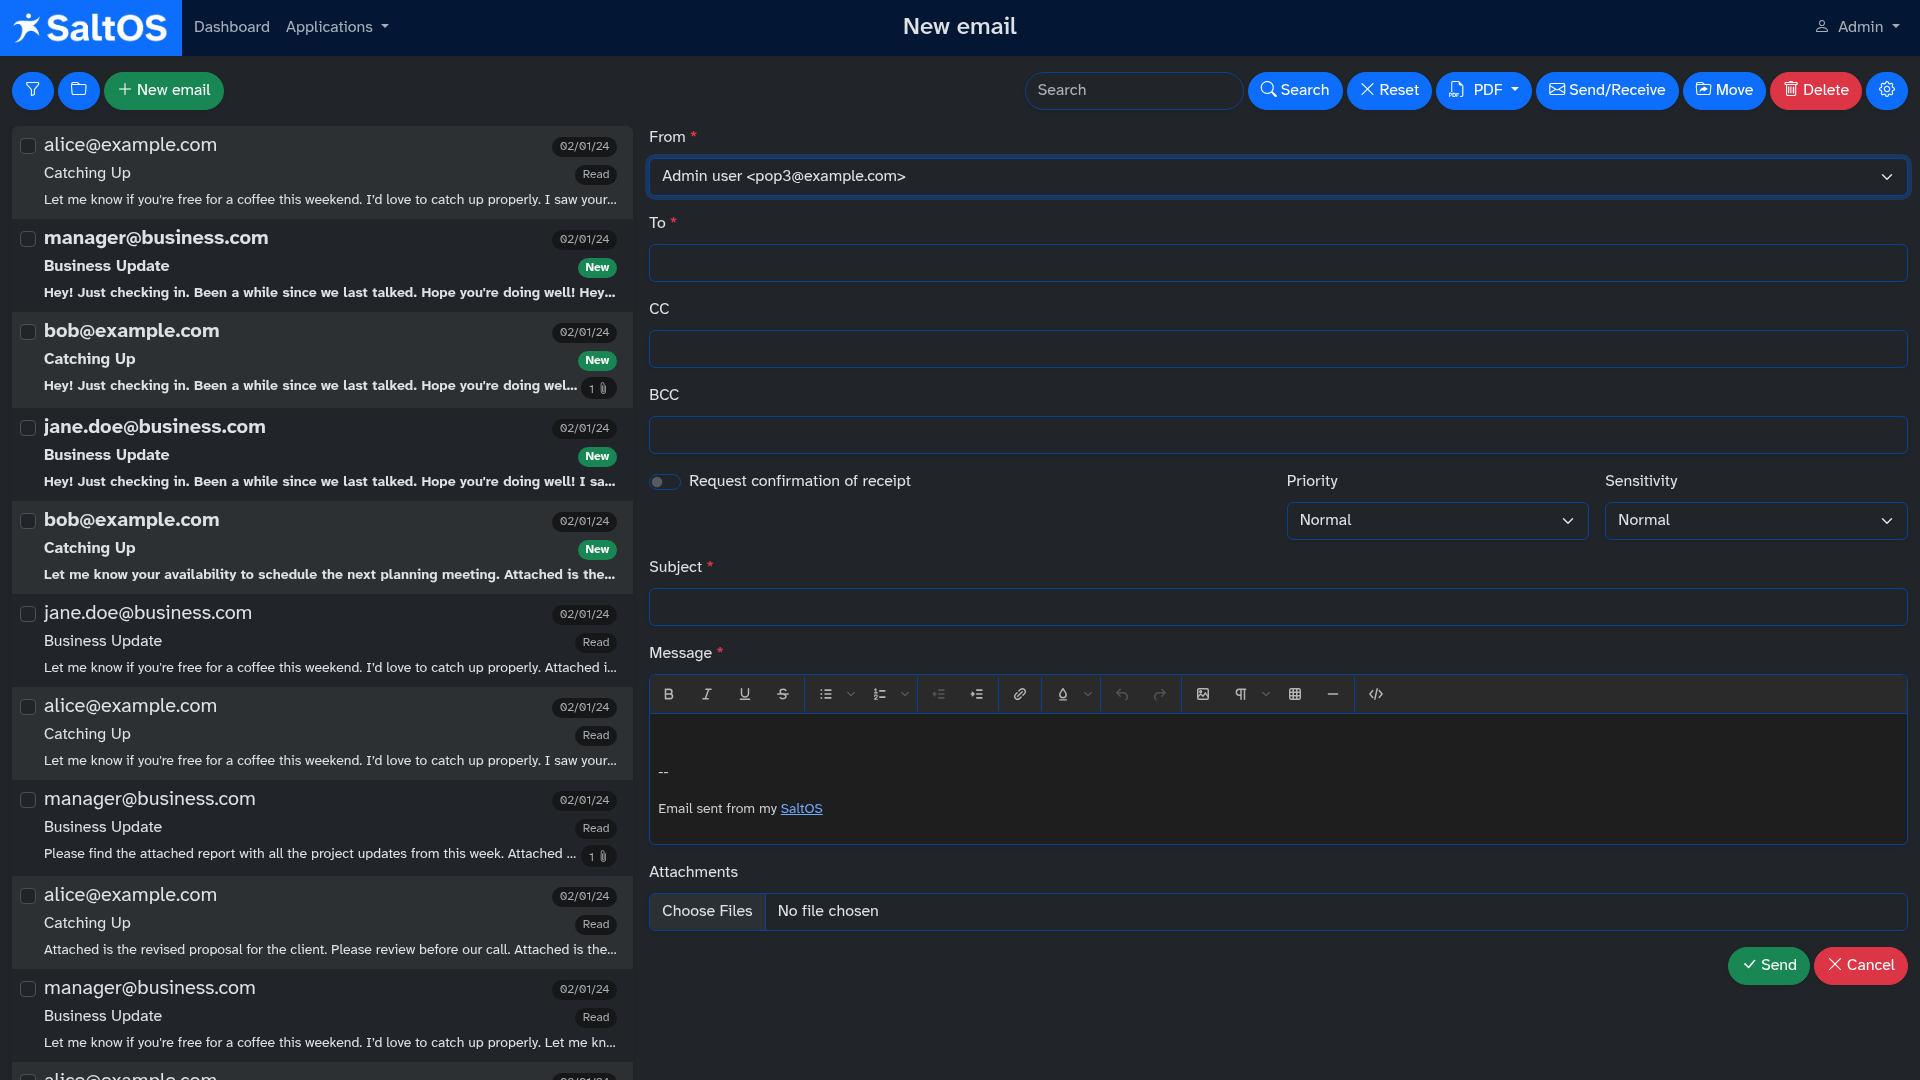 SaltOS
Dashboard
Applications
New email
Admin
New email
Search
Search
Reset
PDF
Send/Receive
Move
Delete
alice@example.com
02/01/24
Catching Up
Read
Let me know if you're free for a coffee this weekend. I'd love to catch up properly. I saw your...
manager@business.com
02/01/24
Business Update
New
Hey! Just checking in. Been a while since we last talked. Hope you're doing well! Hey...
bob@example.com
02/01/24
Catching Up
New
Hey! Just checking in. Been a while since we last talked. Hope you're doing wel...
1
jane.doe@business.com
02/01/24
Business Update
New
Hey! Just checking in. Been a while since we last talked. Hope you're doing well! I sa...
bob@example.com
02/01/24
Catching Up
New
Let me know your availability to schedule the next planning meeting. Attached is the...
jane.doe@business.com
02/01/24
Business Update
Read
Let me know if you're free for a coffee this weekend. I'd love to catch up properly. Attached i...
alice@example.com
02/01/24
Catching Up
Read
Let me know if you're free for a coffee this weekend. I'd love to catch up properly. I saw your...
manager@business.com
02/01/24
Business Update
Read
Please find the attached report with all the project updates from this week. Attached ...
1
alice@example.com
02/01/24
Catching Up
Read
Attached is the revised proposal for the client. Please review before our call. Attached is the...
manager@business.com
02/01/24
Business Update
Read
Let me know if you're free for a coffee this weekend. I'd love to catch up properly. Let me kn...
alice@example.com
From *
Admin user <pop3@example.com>
To *
CC
BCC
Request confirmation of receipt
Priority
Normal
Sensitivity
Normal
Subject *
Message *
--
Email sent from my SaltOS
Attachments
Choose Files
No file chosen
Send
Cancel